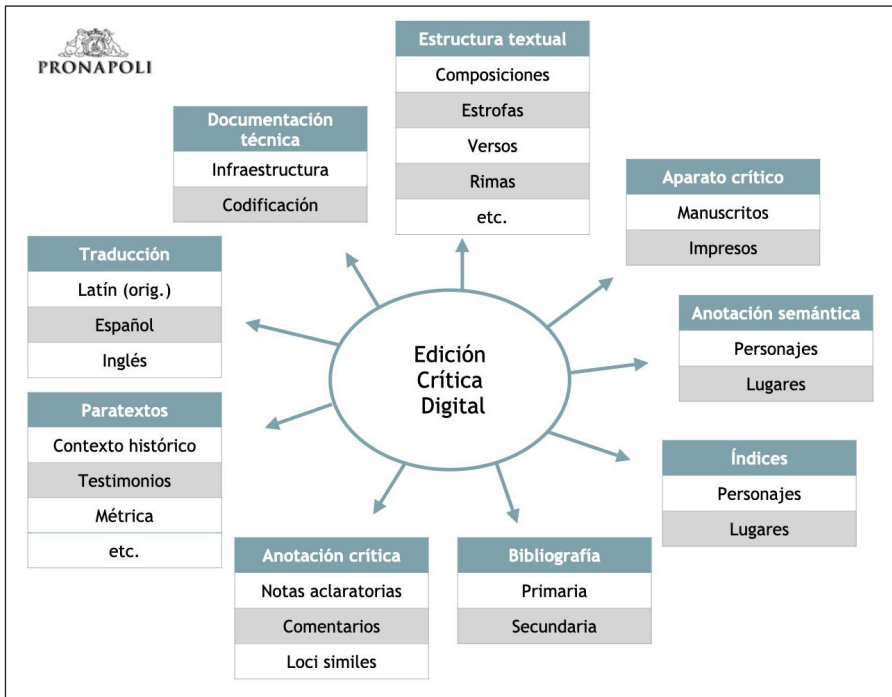 PRONAPOLI
Estructura textual
Composiciones
Estrofas
Versos
Rimas
etc.
Documentación
técnica
Infraestructura
Codificación
Aparato crítico
Manuscritos
Impresos
Traducción
Latín (orig.)
Español
Inglés
Anotación semántica
Personajes
Lugares
Edición
Crítica
Digital
Paratextos
Contexto histórico
Testimonios
Métrica
etc.
Índices
Personajes
Lugares
Anotación crítica
Notas aclaratorias
Comentarios
Loci similes
Bibliografía
Primaria
Secundaria